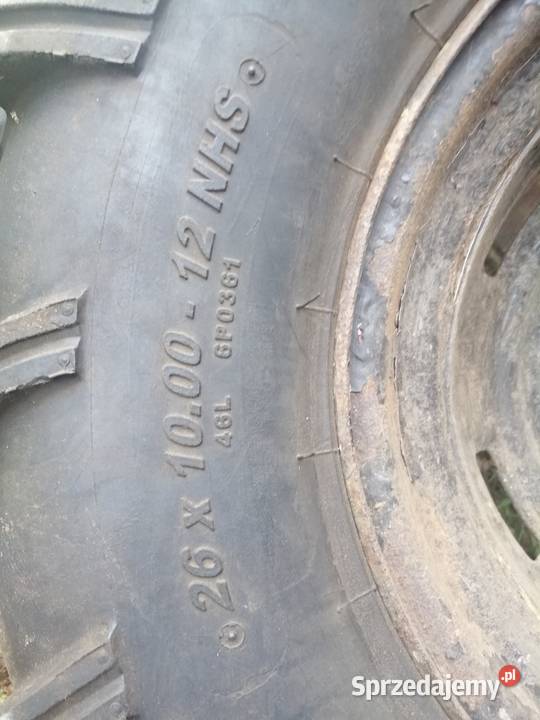 26 X 10.00 - 12 NHS
46L 6P0361
Sprzedajemy.pl